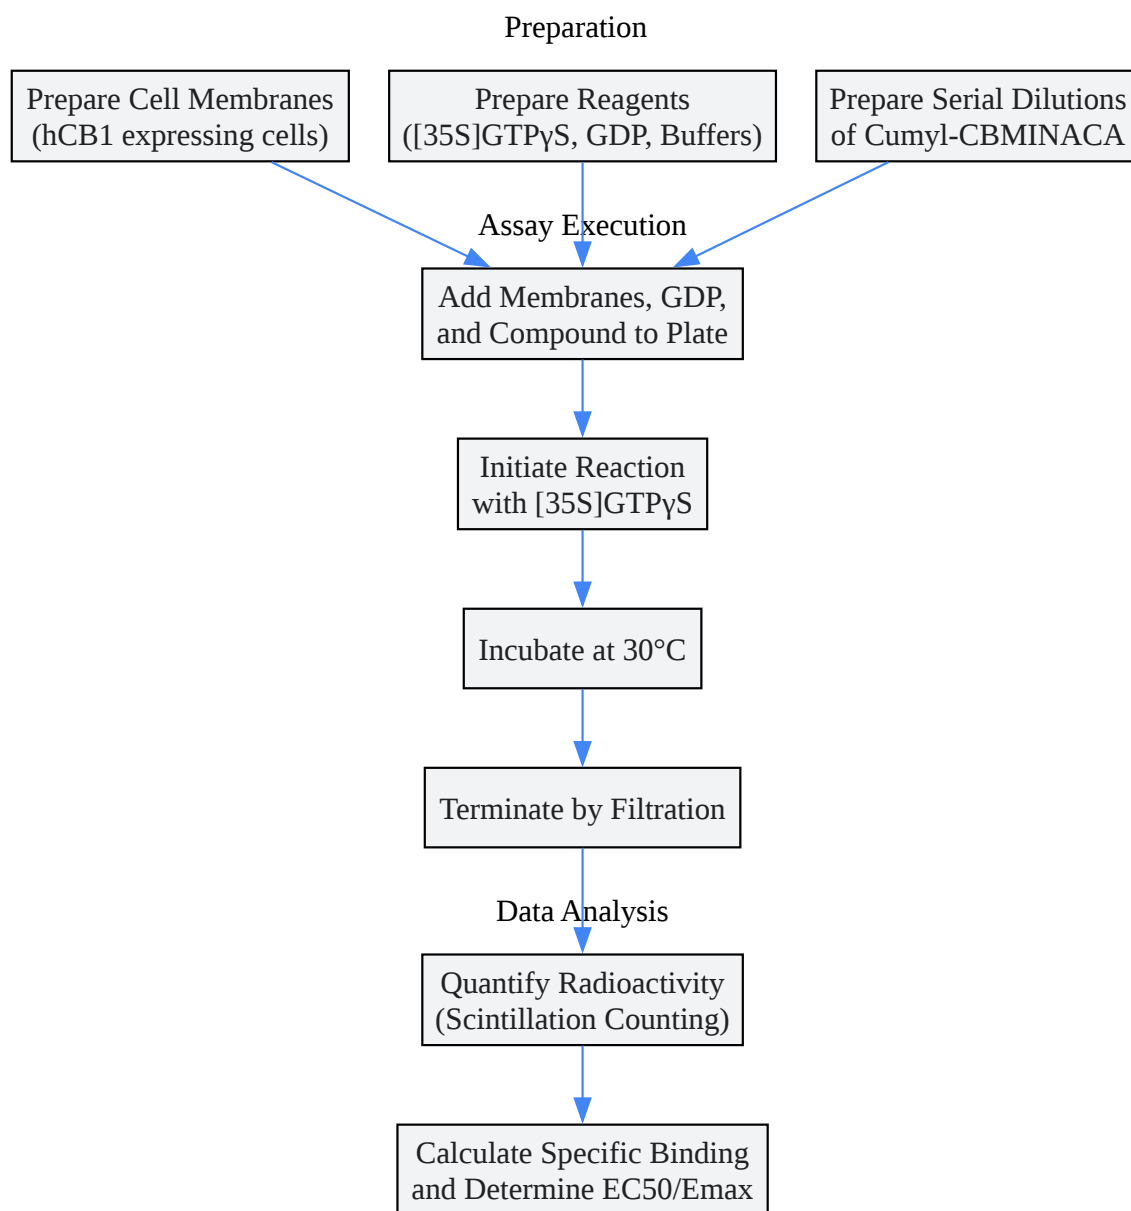 Preparation
Prepare Cell Membranes
(hCB1 expressing cells)
Prepare Reagents
([35S]GTPγS, GDP, Buffers)
Prepare Serial Dilutions
of Cumyl-CBMINACA
Assay Execution
Add Membranes, GDP,
and Compound to Plate
Initiate Reaction
with [35S]GTPγS
Incubate at 30°C
Terminate by Filtration
Data Analysis
Quantify Radioactivity
(Scintillation Counting)
Calculate Specific Binding
and Determine EC50/Emax